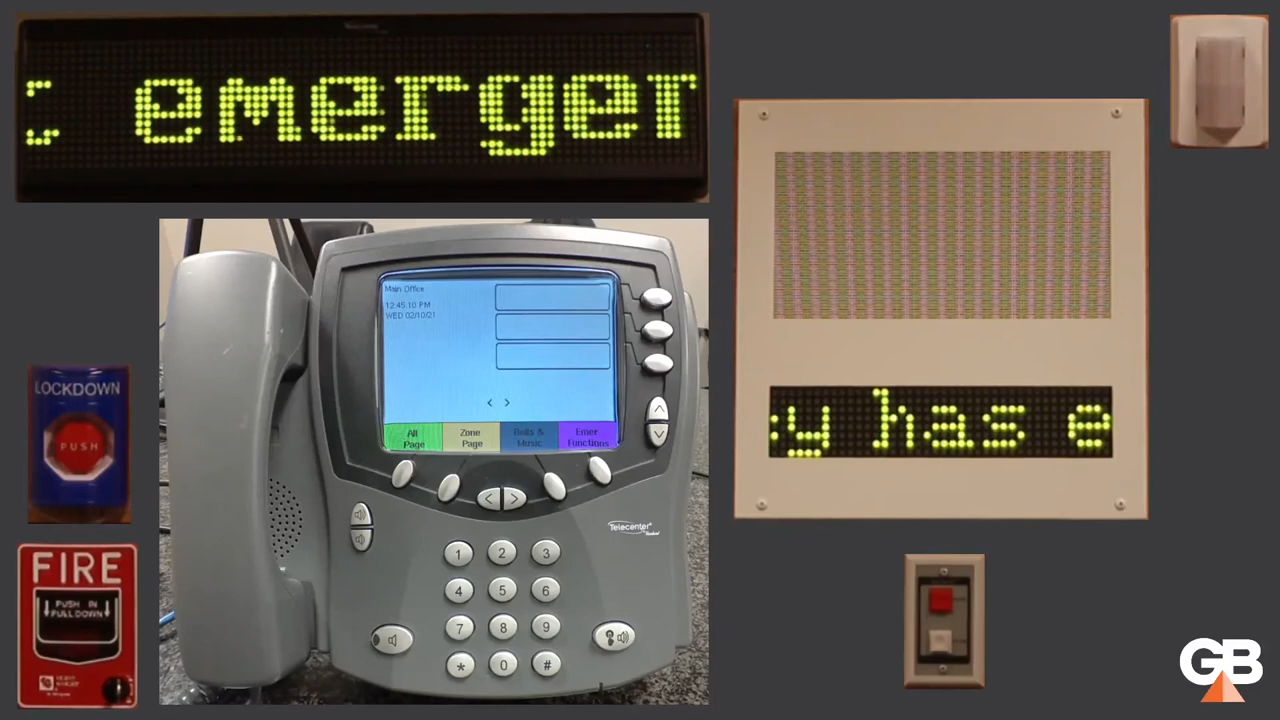 : emergen
Main Office
12:45:10 PM
WED 02/10/21
< >
All
Page
Zone
Page
Bells &
Music
Emer
Functions
< >
1 2 3
4 5 6
7 8 9
* 0 #
Telecenter
y has e
LOCKDOWN
PUSH
FIRE
PUSH IN
PULL DOWN
GB